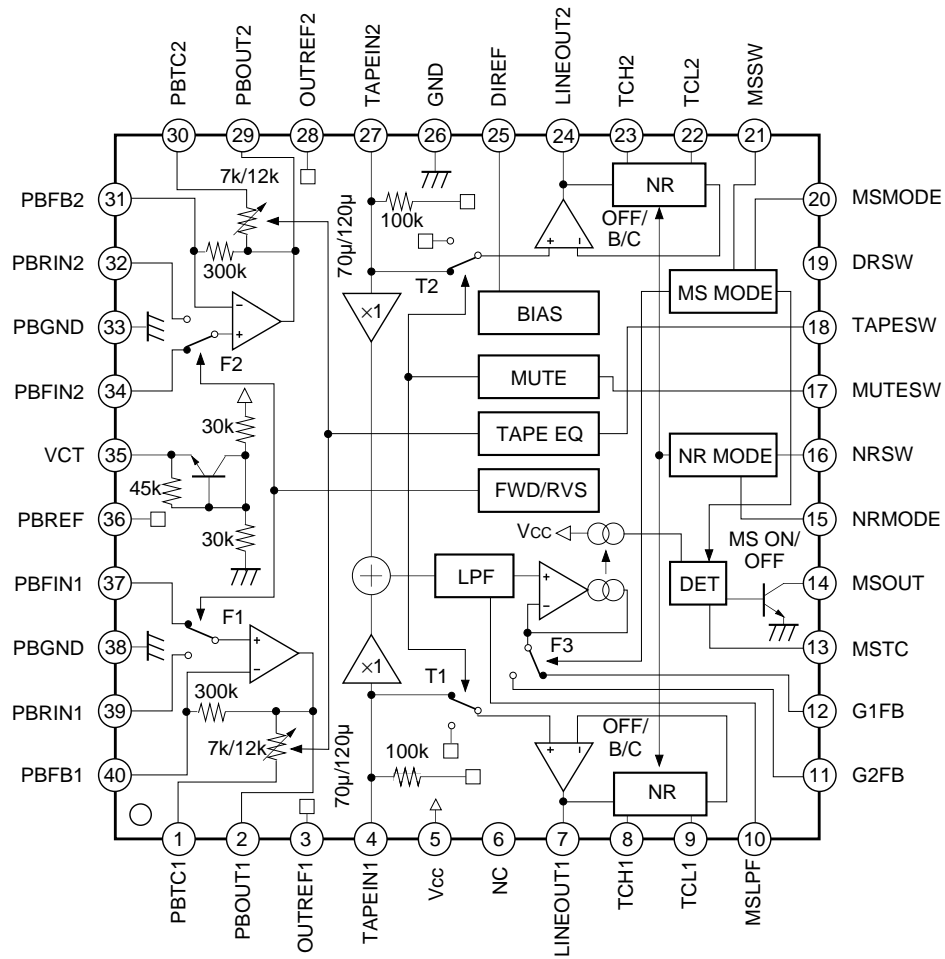 PBTC2
PBOUT2
OUTREF2
TAPEIN2
GND
DIREF
LINEOUT2
TCH2
TCL2
MSSW
30
29
28
27
26
25
24
23
22
21
7k/12k
70µ/120µ
100k
NR
OFF/
B/C
PBFB2
31
20
MSMODE
300k
PBRIN2
32
T2
19
DRSW
MS MODE
×1
BIAS
PBGND
33
−
+
+
−
18
TAPESW
F2
PBFIN2
34
MUTE
17
MUTESW
30k
TAPE EQ
VCT
35
NR MODE
16
NRSW
45k
FWD/RVS
PBREF
36
30k
Vcc
MS ON/
OFF
15
NRMODE
PBFIN1
37
LPF
+
−
DET
14
MSOUT
F1
+
−
F3
PBGND
38
×1
T1
13
MSTC
300k
PBRIN1
39
12
G1FB
7k/12k
70µ/120µ
OFF/
B/C
+
−
100k
PBFB1
40
NR
11
G2FB
1
2
3
4
5
6
7
8
9
10
PBTC1
PBOUT1
OUTREF1
TAPEIN1
Vcc
NC
LINEOUT1
TCH1
TCL1
MSLPF